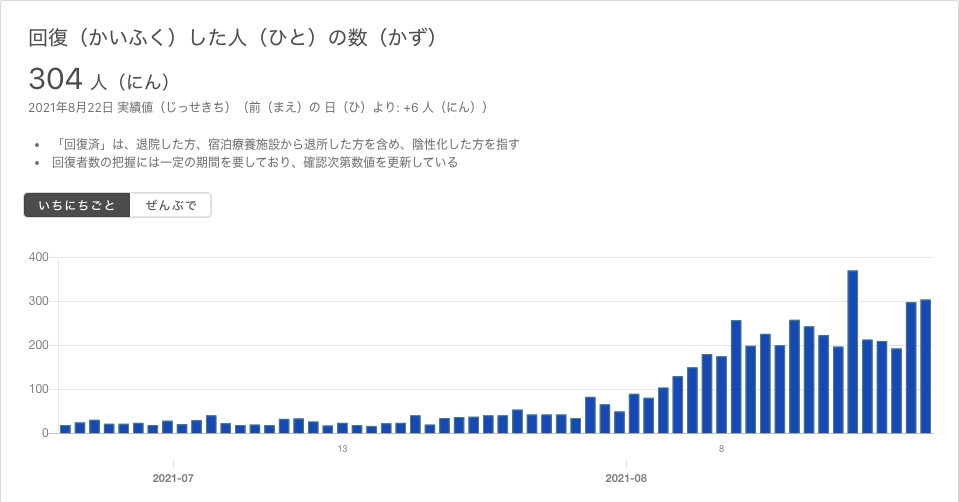 回復（かいふく）した人（ひと）の数（かず）
304 人（にん）
2021年8月22日 実績値（じっせきち）（前（まえ）の 日（ひ）より: +6 人（にん））
• 「回復済」は、退院した方、宿泊療養施設から退所した方を含め、陰性化した方を指す
• 回復者数の把握には一定の期間を要しており、確認次第数値を更新している
いちにちごと ぜんぶで
400
300
200
100
0
13 8
2021-07 2021-08